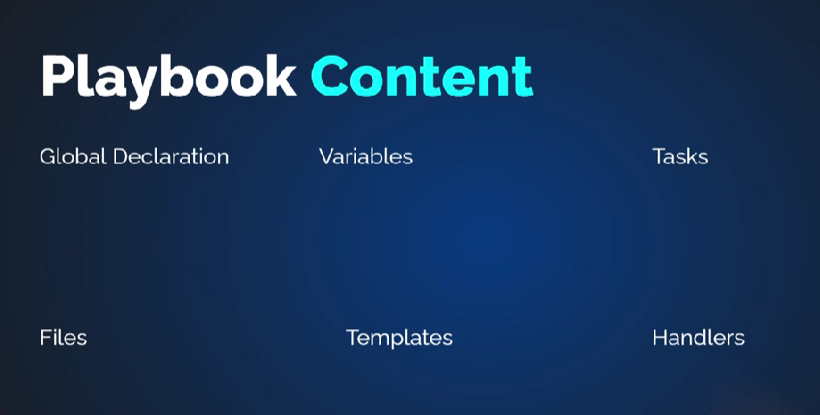 Playbook Content
Global Declaration
Variables
Tasks
Files
Templates
Handlers